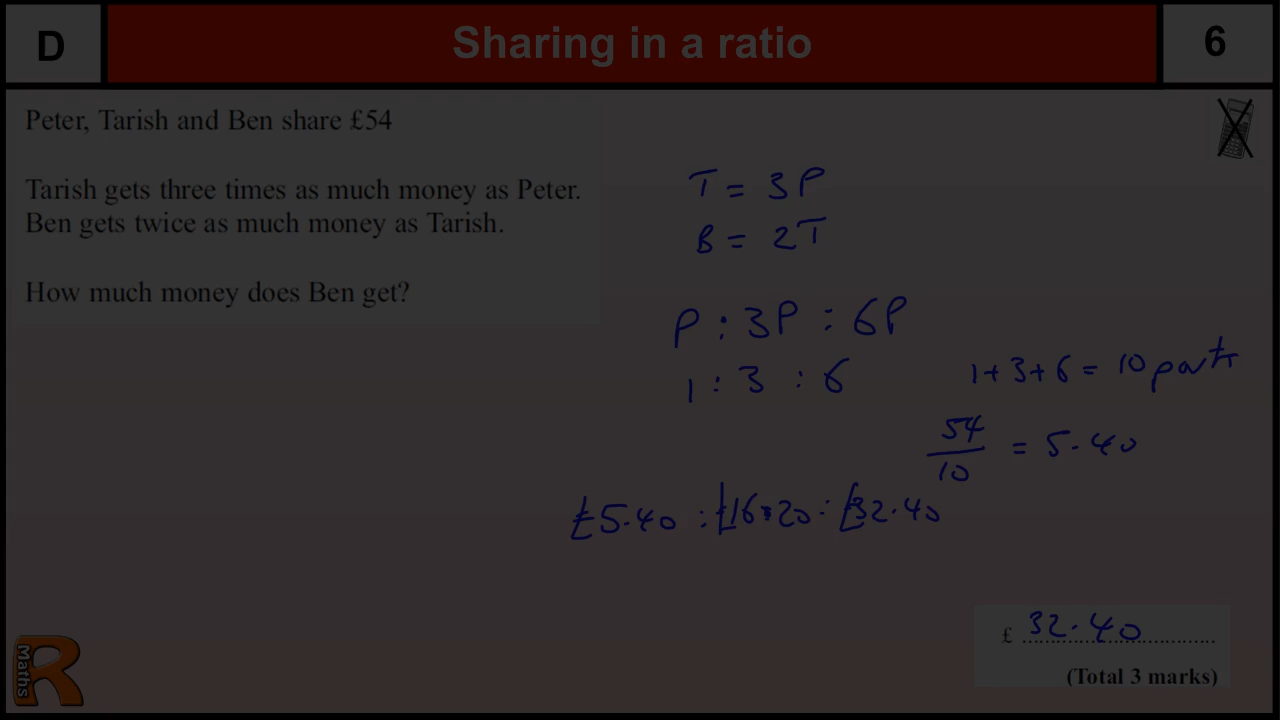 D
Sharing in a ratio
6
Peter, Tarish and Ben share £54
Tarish gets three times as much money as Peter.
Ben gets twice as much money as Tarish.
How much money does Ben get?
T = 3P
B = 2T
P : 3P : 6P
1 : 3 : 6
1+3+6 = 10 parts
54
10
= 5.40
£5.40 : £16.20 : £32.40
£ 32.40
(Total 3 marks)
R Maths